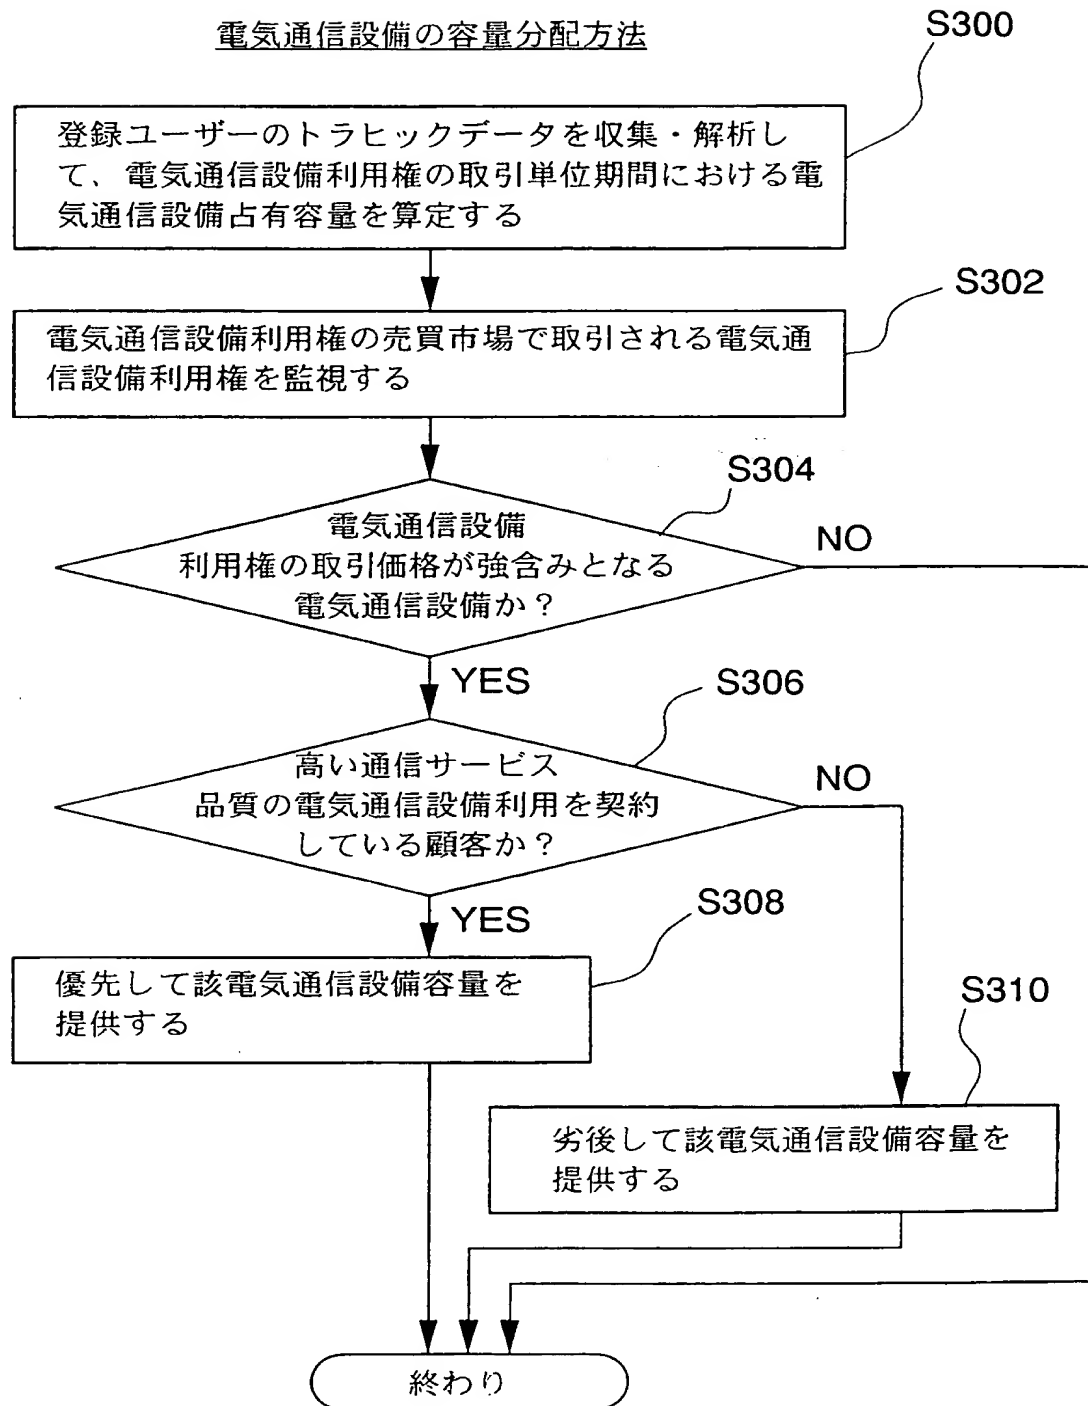 電気通信設備の容量分配方法
S300
登録ユーザーのトラヒックデータを収集・解析し
て、電気通信設備利用権の取引単位期間における電
気通信設備占有容量を算定する
S302
電気通信設備利用権の売買市場で取引される電気通
信設備利用権を監視する
S304
電気通信設備
利用権の取引価格が強含みとなる
電気通信設備か？
NO
YES
S306
高い通信サービス
品質の電気通信設備利用を契約
している顧客か？
NO
YES
S308
優先して該電気通信設備容量を
提供する
S310
劣後して該電気通信設備容量を
提供する
終わり